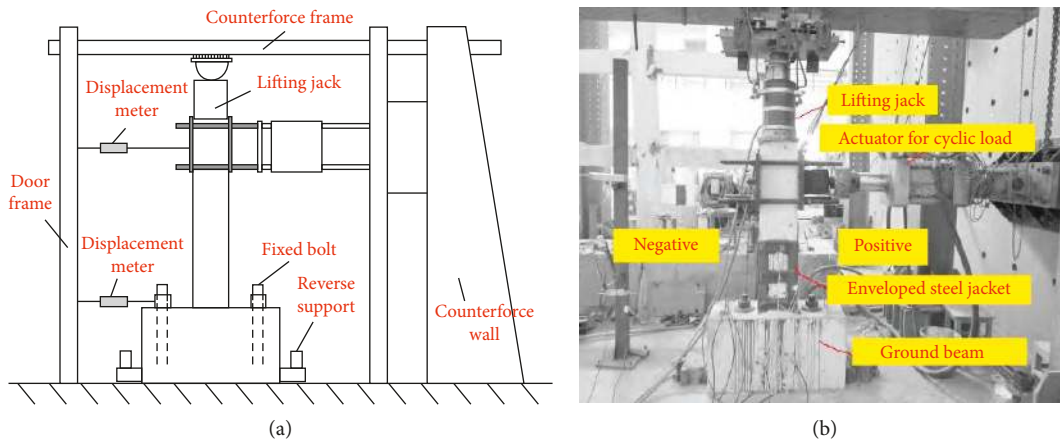 Counterforce frame
Displacement
meter
Lifting jack
Door
frame
Displacement
meter
Fixed bolt
Reverse
support
Counterforce
wall
(a)
Lifting jack
Actuator for cyclic load
Negative
Positive
Enveloped steel jacket
Ground beam
(b)